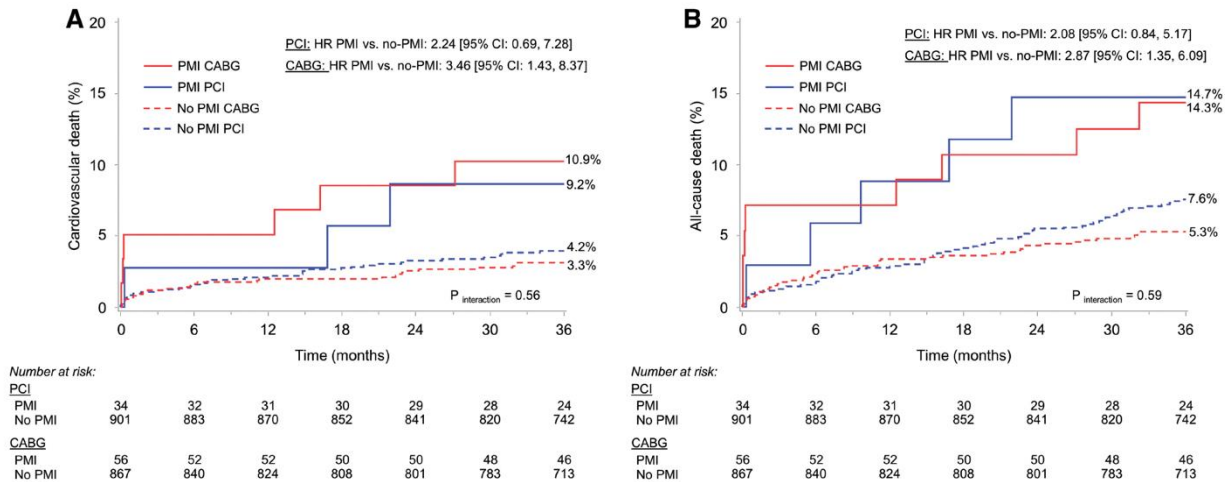 A
20
15
10
5
0
Cardiovascular death (%)
PCI: HR PMI vs. no-PMI: 2.24 [95% CI: 0.69, 7.28]
CABG: HR PMI vs. no-PMI: 3.46 [95% CI: 1.43, 8.37]
PMI CABG
PMI PCI
No PMI CABG
No PMI PCI
10.9%
9.2%
4.2%
3.3%
P interaction = 0.56
0 6 12 18 24 30 36
Time (months)
Number at risk:
PCI
PMI 34 32 31 30 29 28 24
No PMI 901 883 870 852 841 820 742
CABG
PMI 56 52 52 50 50 48 46
No PMI 867 840 824 808 801 783 713
B
20
15
10
5
0
All-cause death (%)
PCI: HR PMI vs. no-PMI: 2.08 [95% CI: 0.84, 5.17]
CABG: HR PMI vs. no-PMI: 2.87 [95% CI: 1.35, 6.09]
PMI CABG
PMI PCI
No PMI CABG
No PMI PCI
14.7%
14.3%
7.6%
5.3%
P interaction = 0.59
0 6 12 18 24 30 36
Time (months)
Number at risk:
PCI
PMI 34 32 31 30 29 28 24
No PMI 901 883 870 852 841 820 742
CABG
PMI 56 52 52 50 50 48 46
No PMI 867 840 824 808 801 783 713